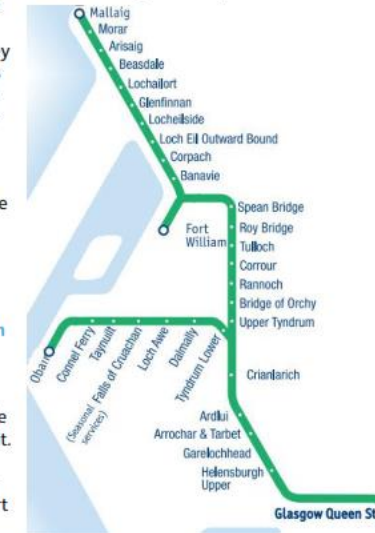 Mallaig
Morar
Arisaig
Beasdale
Lochailort
Glenfinnan
Locheilside
Loch Eil Outward Bound
Corpach
Banavie
Spean Bridge
Fort
William
Roy Bridge
Tulloch
Corrour
Rannoch
Bridge of Orchy
Upper Tyndrum
Oban
Connel Ferry
Taynuilt
(Seasonal
services)
Falls of Cruachan
Loch Awe
Dalmally
Tyndrum Lower
Crianlarich
Ardlui
Arrochar & Tarbet
Garelochhead
Helensburgh
Upper
Glasgow Queen St